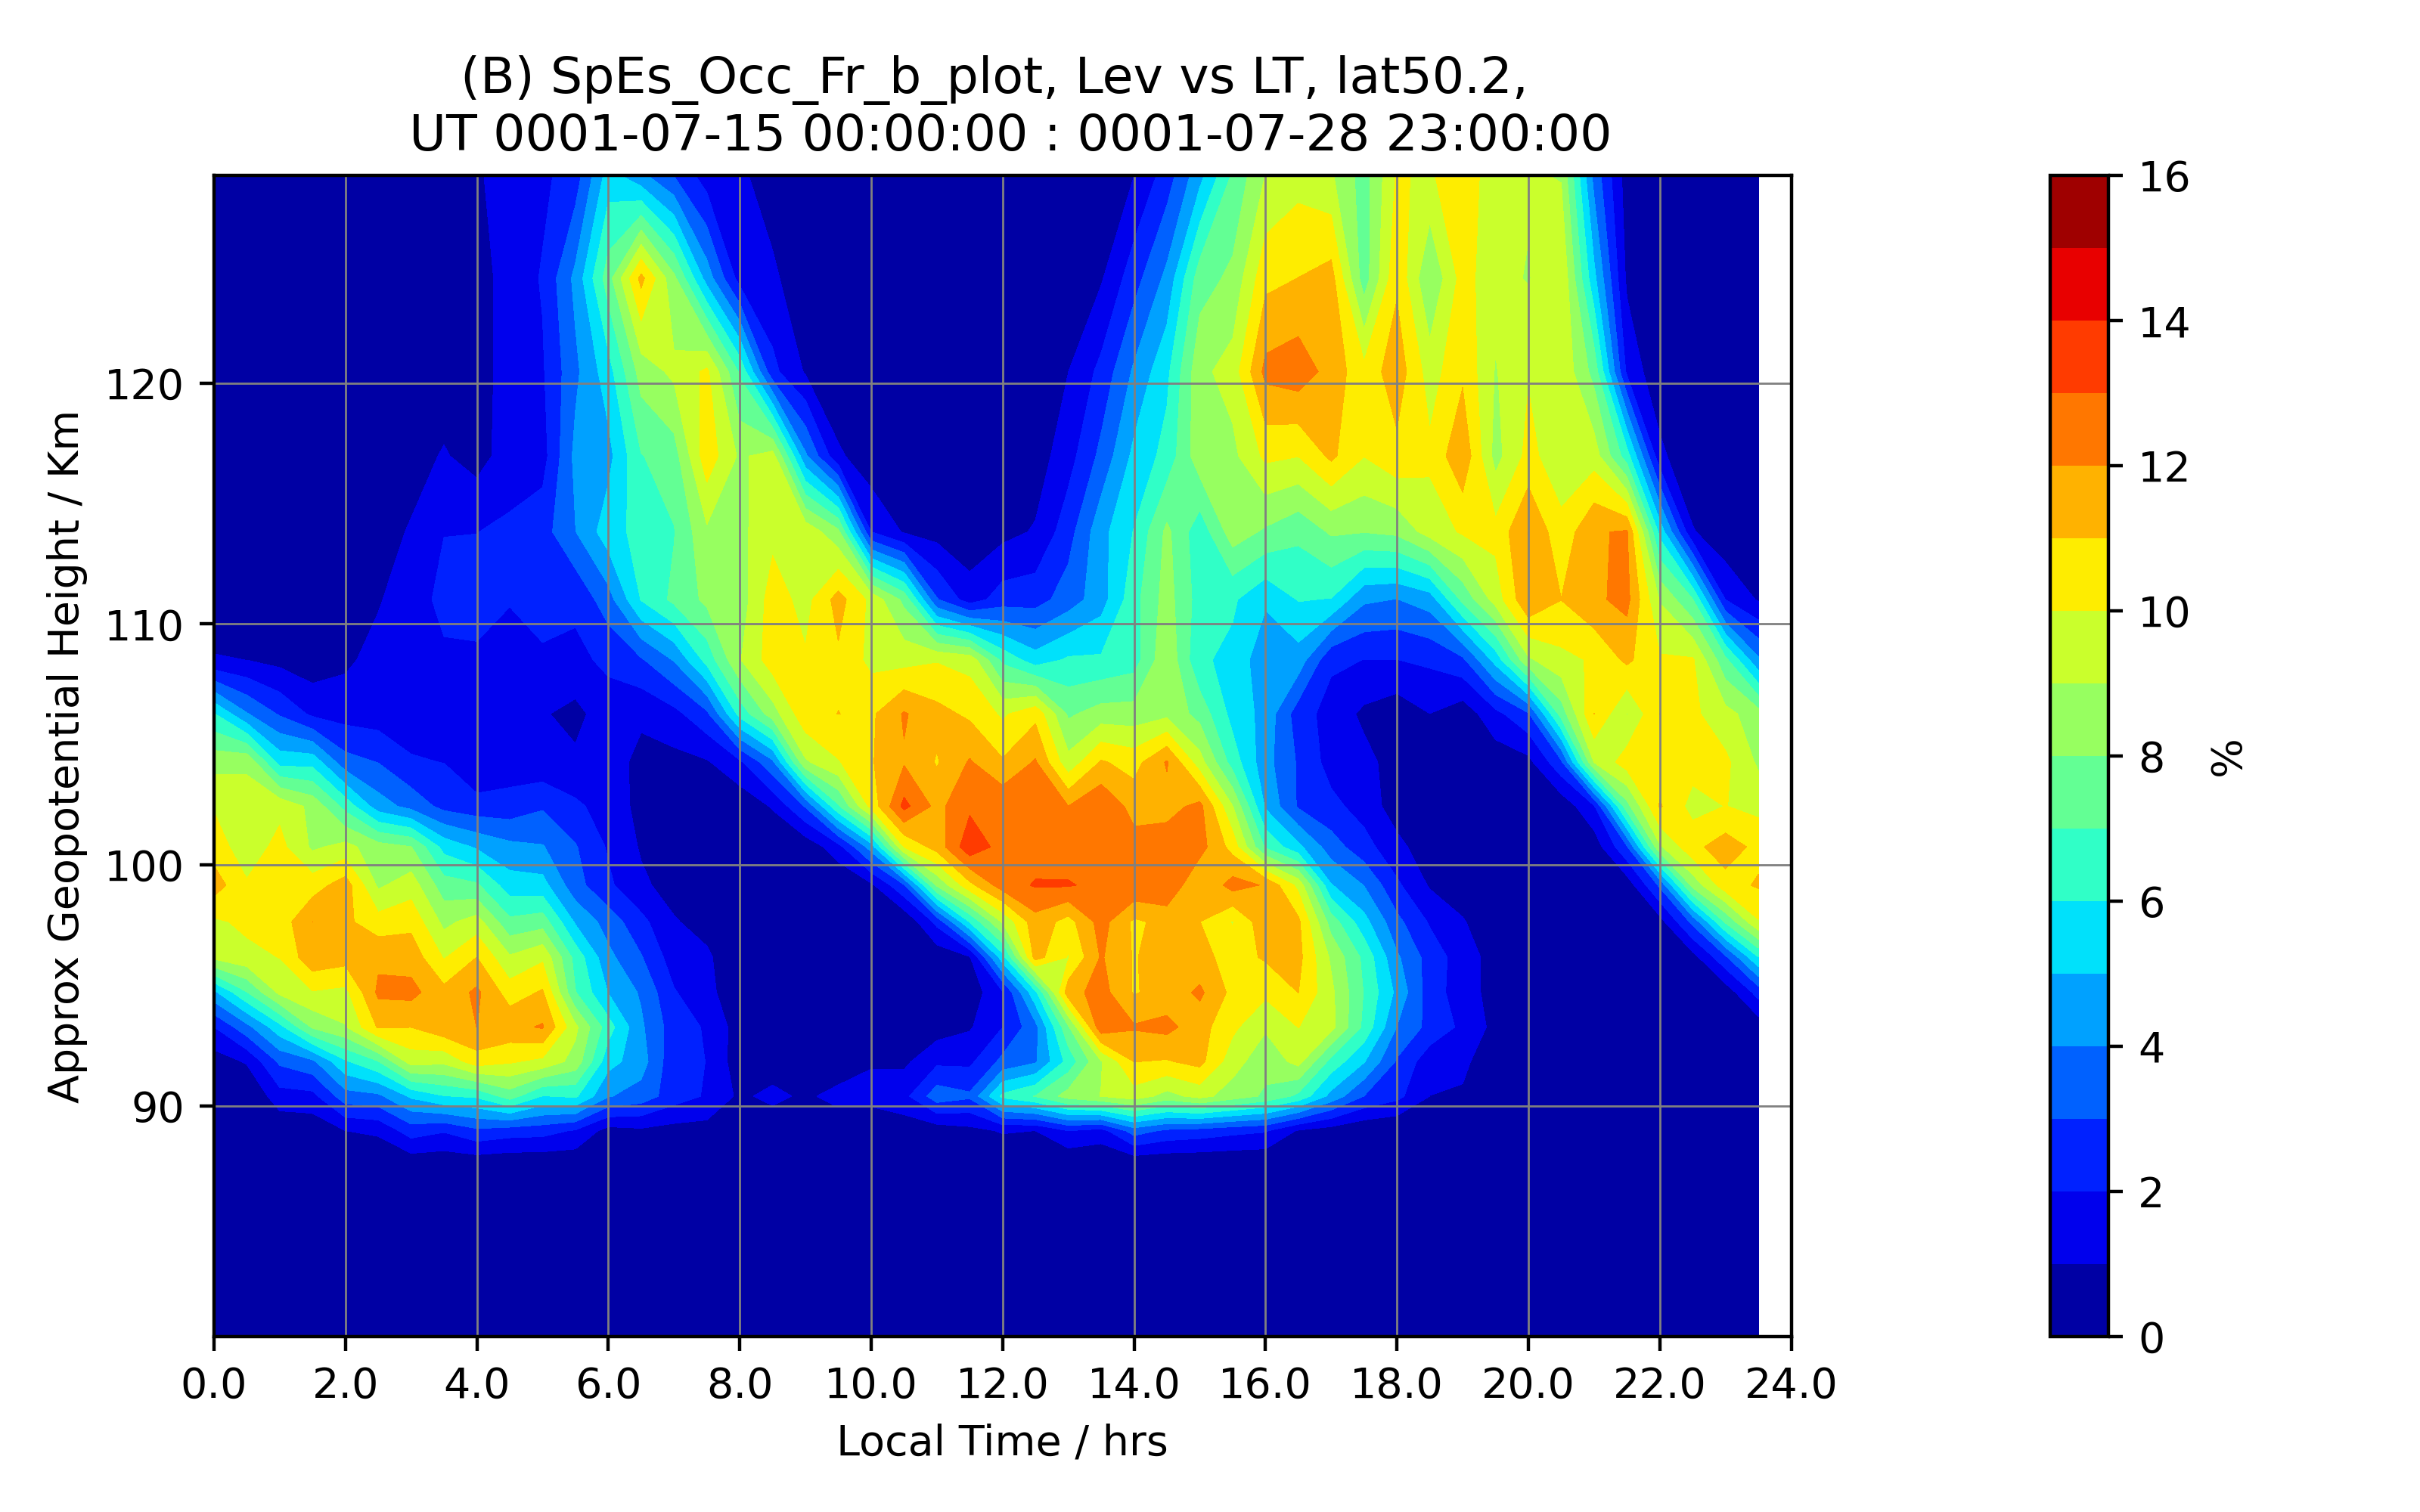 (B) SpEs_Occ_Fr_b_plot, Lev vs LT, lat50.2,
UT 0001-07-15 00:00:00 : 0001-07-28 23:00:00
Approx Geopotential Height / Km
120
110
100
90
0.0 2.0 4.0 6.0 8.0 10.0 12.0 14.0 16.0 18.0 20.0 22.0 24.0
Local Time / hrs
16
14
12
10
8
6
4
2
0
%